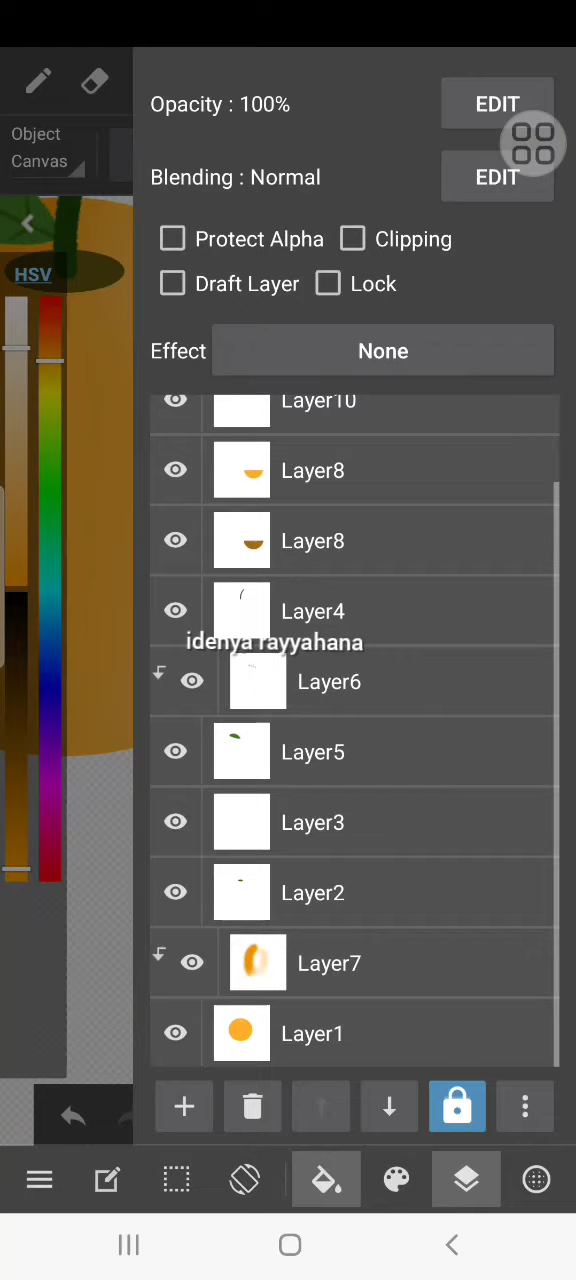 Opacity : 100%
EDIT
Object
Canvas
Blending : Normal
EDIT
Protect Alpha
Clipping
HSV
Draft Layer
Lock
Effect
None
Layer10
Layer8
Layer8
Layer4
idenya rayyahana
Layer6
Layer5
Layer3
Layer2
Layer7
Layer1